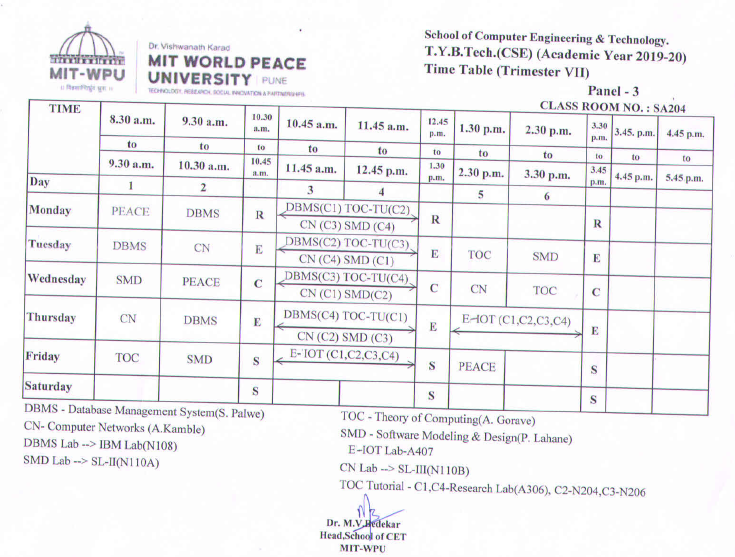 Dr. Vishwanath Karad
MIT WORLD PEACE
UNIVERSITY | PUNE
TECHNOLOGY, RESEARCH, SOCIAL INNOVATION & PARTNERSHIPS
MIT-WPU
॥ विश्वशान्तिर्ध्रुवं ध्रुवा ॥
School of Computer Engineering & Technology.
T.Y.B.Tech.(CSE) (Academic Year 2019-20)
Time Table (Trimester VII)
Panel - 3
CLASS ROOM NO. : SA204
TIME 8.30 a.m. 9.30 a.m. 10.30 a.m. 10.45 a.m. 11.45 a.m. 12.45 p.m. 1.30 p.m. 2.30 p.m. 3.30 p.m. 3.45. p.m. 4.45 p.m.
to to to to to to to to to to to
9.30 a.m. 10.30 a.m. 10.45 a.m. 11.45 a.m. 12.45 p.m. 1.30 p.m. 2.30 p.m. 3.30 p.m. 3.45 p.m. 4.45 p.m. 5.45 p.m.
Day 1 2 3 4 5 6
Monday PEACE DBMS R DBMS(C1) TOC-TU(C2) R R
CN (C3) SMD (C4)
Tuesday DBMS CN E DBMS(C2) TOC-TU(C3) E TOC SMD E
CN (C4) SMD (C1)
Wednesday SMD PEACE C DBMS(C3) TOC-TU(C4) C CN TOC C
CN (C1) SMD(C2)
Thursday CN DBMS E DBMS(C4) TOC-TU(C1) E E-IOT (C1,C2,C3,C4) E
CN (C2) SMD (C3)
Friday TOC SMD S E-IOT (C1,C2,C3,C4) S PEACE S
Saturday S S S
DBMS - Database Management System(S. Palwe)
CN- Computer Networks (A.Kamble)
DBMS Lab --> IBM Lab(N108)
SMD Lab --> SL-II(N110A)
TOC - Theory of Computing(A. Gorave)
SMD - Software Modeling & Design(P. Lahane)
E-IOT Lab-A407
CN Lab --> SL-III(N110B)
TOC Tutorial - C1,C4-Research Lab(A306), C2-N204,C3-N206
Dr. M.V.Bedekar
Head,School of CET
MIT-WPU